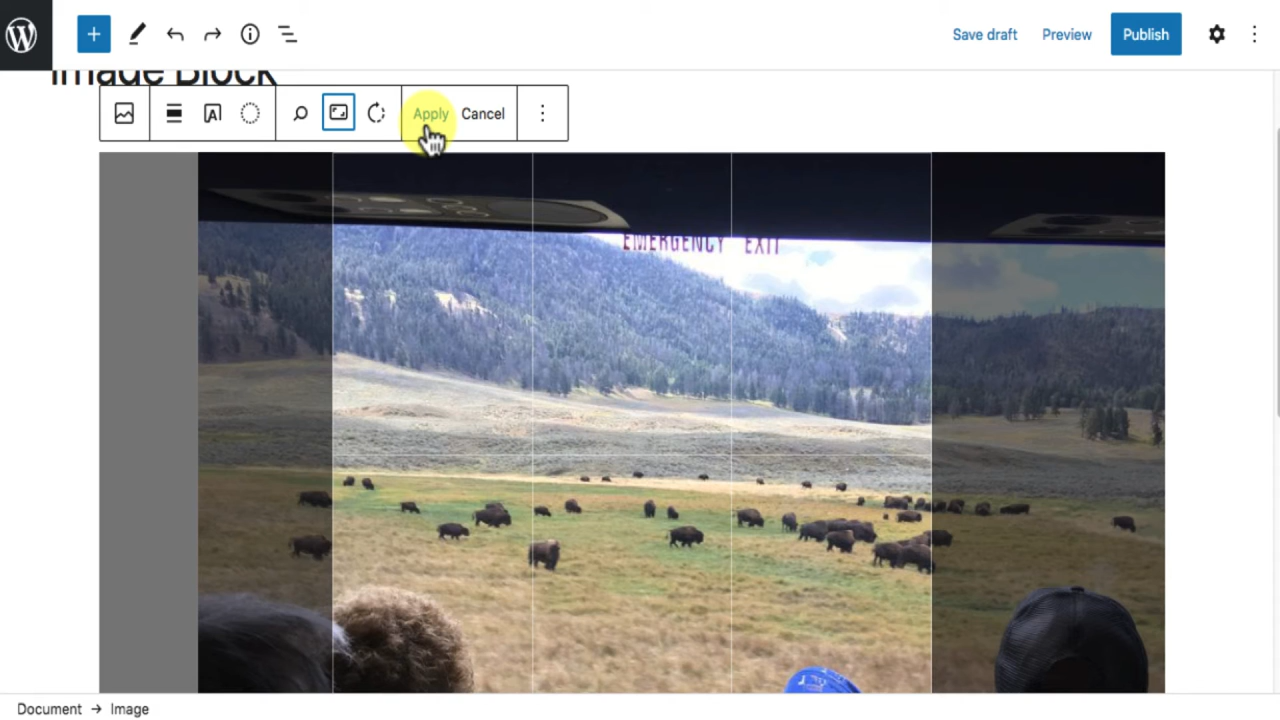 Save draft
Preview
Publish
Image Block
Apply
Cancel
EMERGENCY EXIT
Document → Image